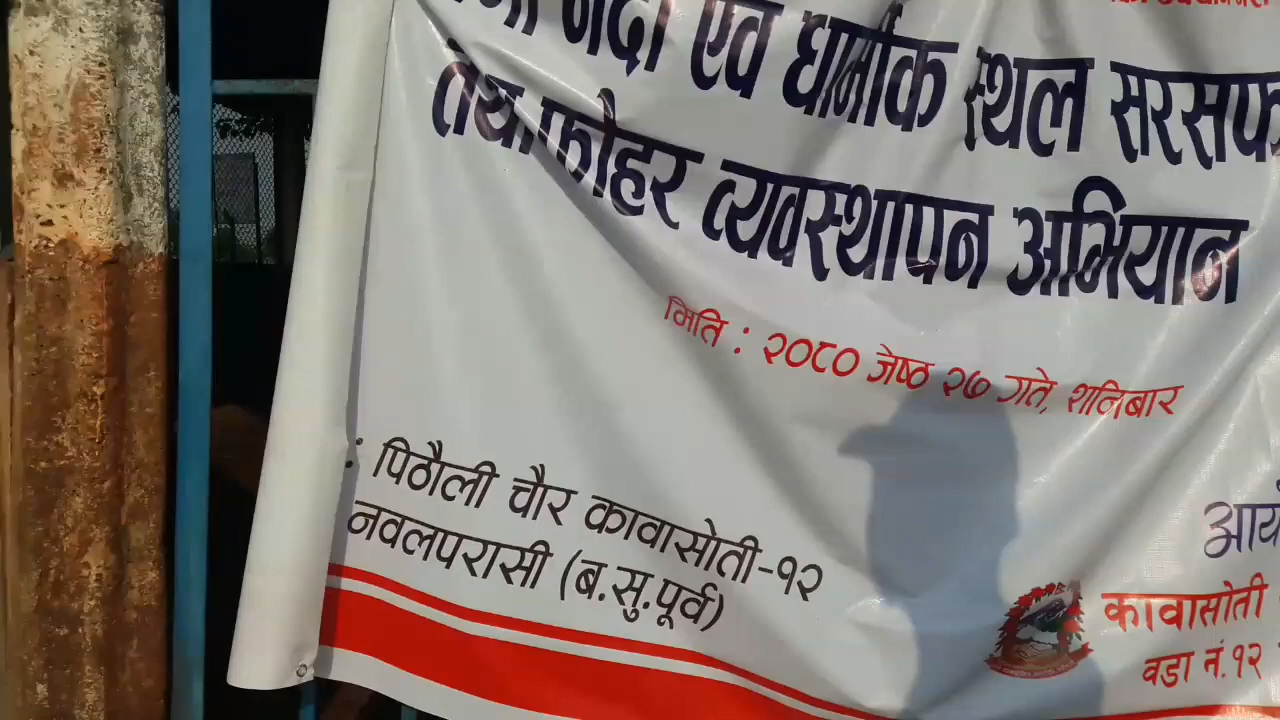 नदी एवं धार्मीक स्थल सरसफ
तथा फोहर व्यवस्थापन अभियान
मिति : २०८० जेष्ठ २७ गते, शनिबार
: पिठौली चौर कावासोती-१२
नवलपरासी (ब.सु.पूर्व)
कावासोती
वडा नं.१२